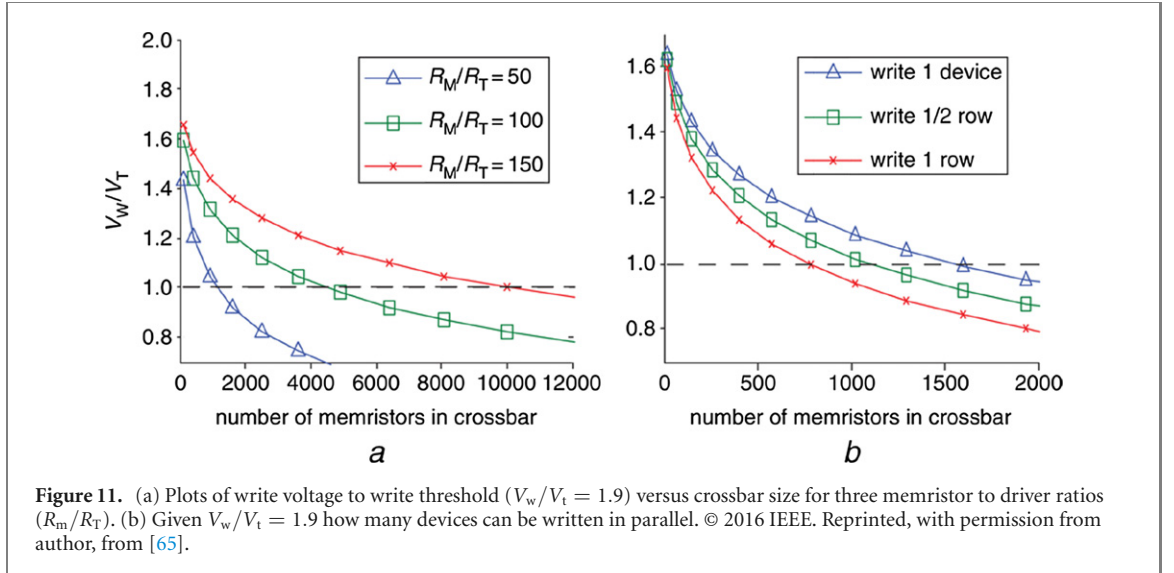 2.0
1.8
1.6
1.4
1.2
1.0
0.8
V_W/V_T
R_M/R_T = 50
R_M/R_T = 100
R_M/R_T = 150
0 2000 4000 6000 8000 10000 12000
number of memristors in crossbar
a
1.6
1.4
1.2
1.0
0.8
write 1 device
write 1/2 row
write 1 row
0 500 1000 1500 2000
number of memristors in crossbar
b
Figure 11. (a) Plots of write voltage to write threshold (V_w/V_t = 1.9) versus crossbar size for three memristor to driver ratios
(R_m/R_T). (b) Given V_w/V_t = 1.9 how many devices can be written in parallel. © 2016 IEEE. Reprinted, with permission from
author, from [65].